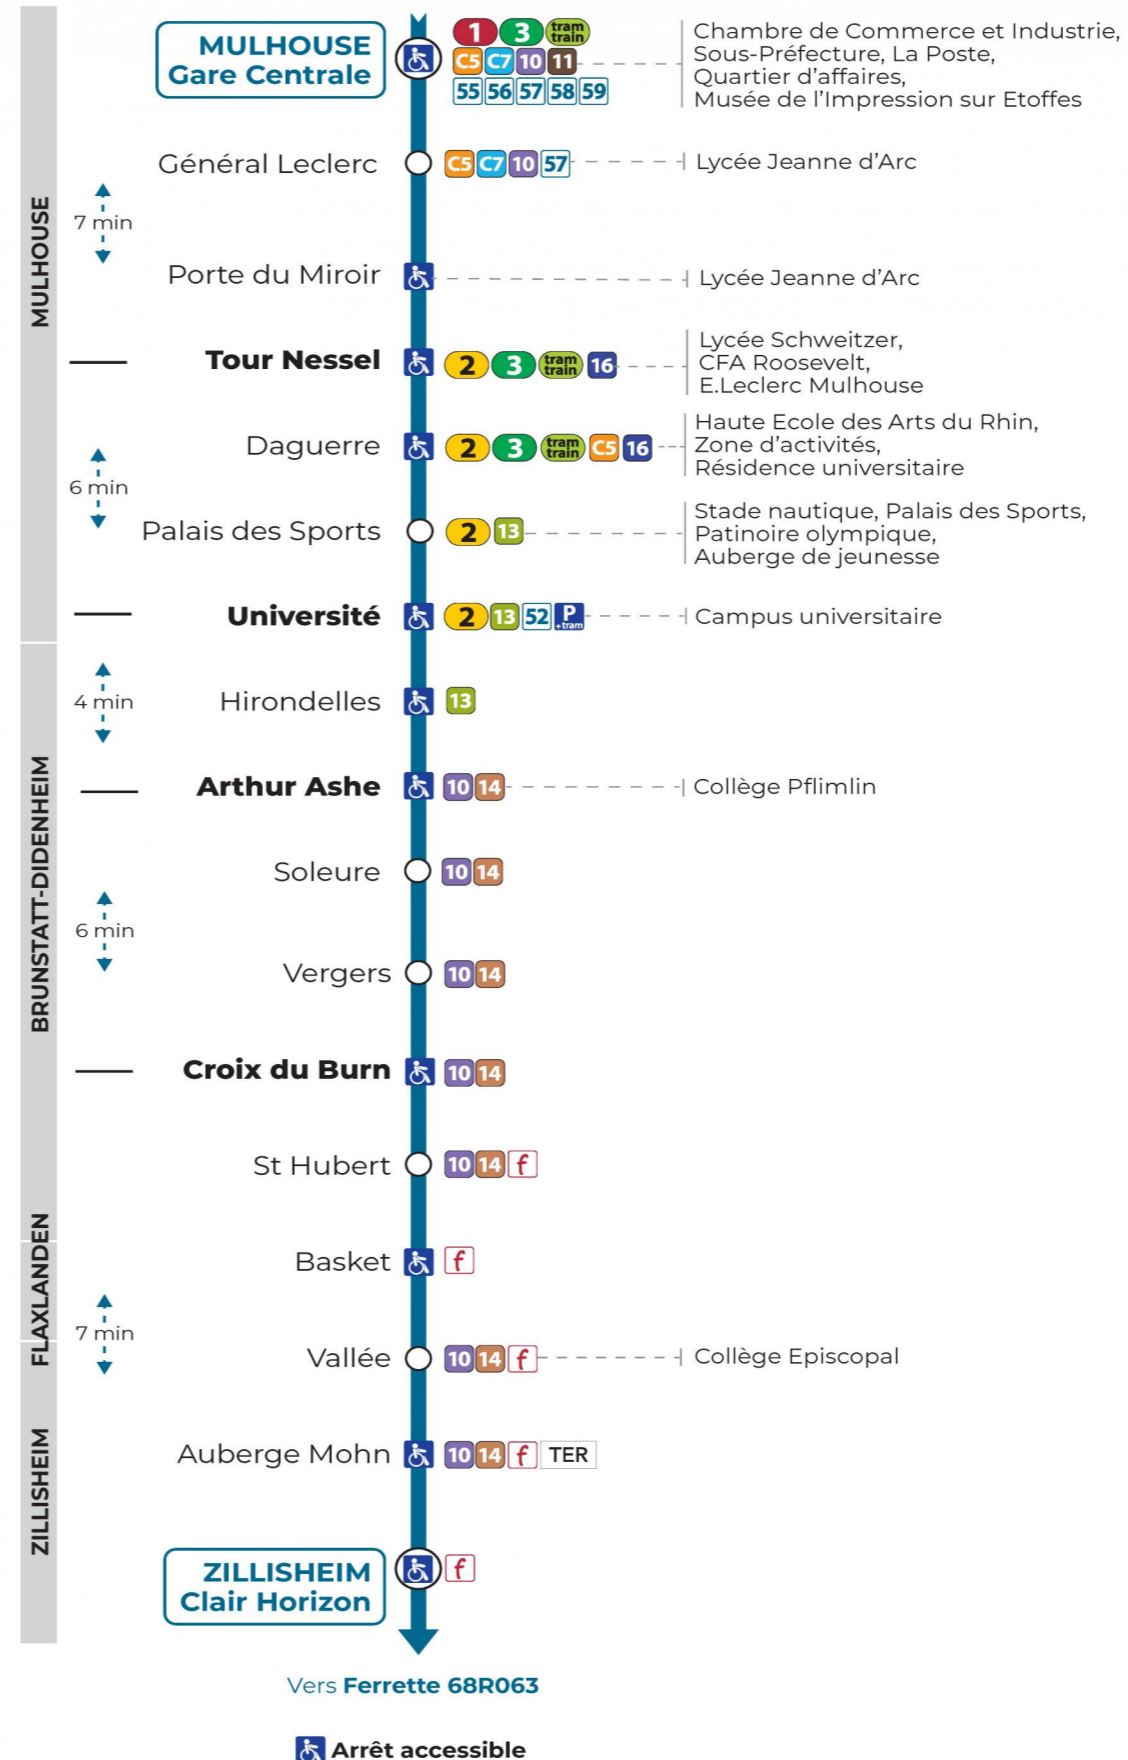 MULHOUSE
Gare Centrale
1 3 tram train
C5 C7 10 11
55 56 57 58 59
Chambre de Commerce et Industrie,
Sous-Préfecture, La Poste,
Quartier d'affaires,
Musée de l'Impression sur Etoffes
Général Leclerc
C5 C7 10 57
Lycée Jeanne d'Arc
MULHOUSE
7 min
Porte du Miroir
Lycée Jeanne d'Arc
Tour Nessel
2 3 tram train 16
Lycée Schweitzer,
CFA Roosevelt,
E.Leclerc Mulhouse
Daguerre
2 3 tram train C5 16
Haute Ecole des Arts du Rhin,
Zone d'activités,
Résidence universitaire
6 min
Palais des Sports
2 13
Stade nautique, Palais des Sports,
Patinoire olympique,
Auberge de jeunesse
Université
2 13 52 P +tram
Campus universitaire
4 min
Hirondelles
13
BRUNSTATT-DIDENHEIM
Arthur Ashe
10 14
Collège Pflimlin
Soleure
10 14
6 min
Vergers
10 14
Croix du Burn
10 14
St Hubert
10 14 f
FLAXLANDEN
Basket
f
7 min
Vallée
10 14 f
Collège Episcopal
ZILLISHEIM
Auberge Mohn
10 14 f TER
ZILLISHEIM
Clair Horizon
f
Vers Ferrette 68R063
Arrêt accessible